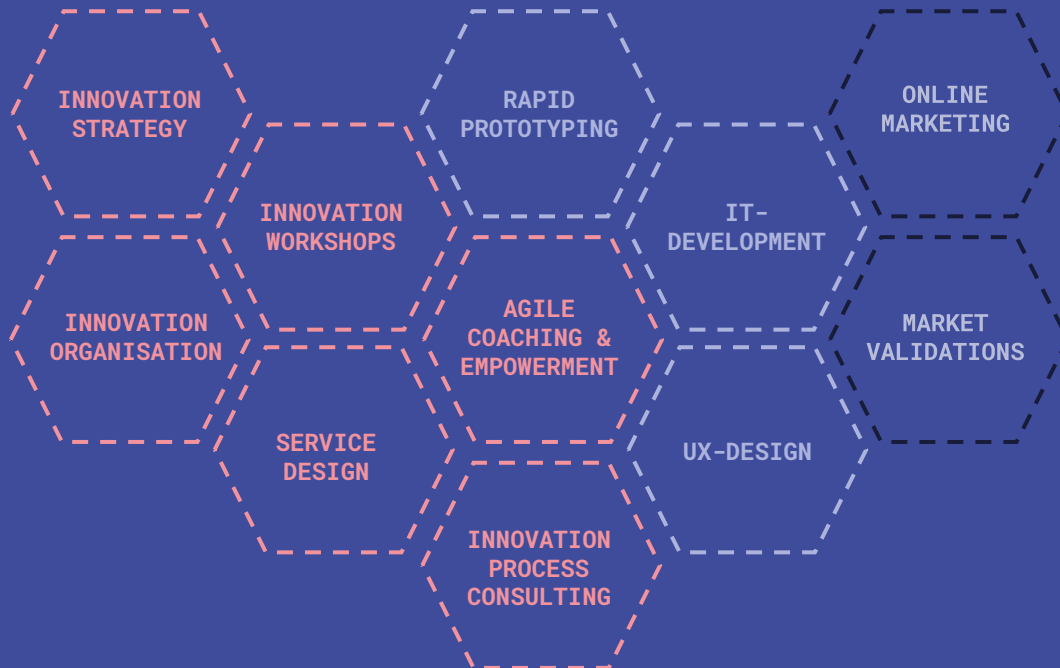 INNOVATION
STRATEGY
RAPID
PROTOTYPING
ONLINE
MARKETING
INNOVATION
WORKSHOPS
IT-
DEVELOPMENT
INNOVATION
ORGANISATION
AGILE
COACHING &
EMPOWERMENT
MARKET
VALIDATIONS
SERVICE
DESIGN
UX-DESIGN
INNOVATION
PROCESS
CONSULTING